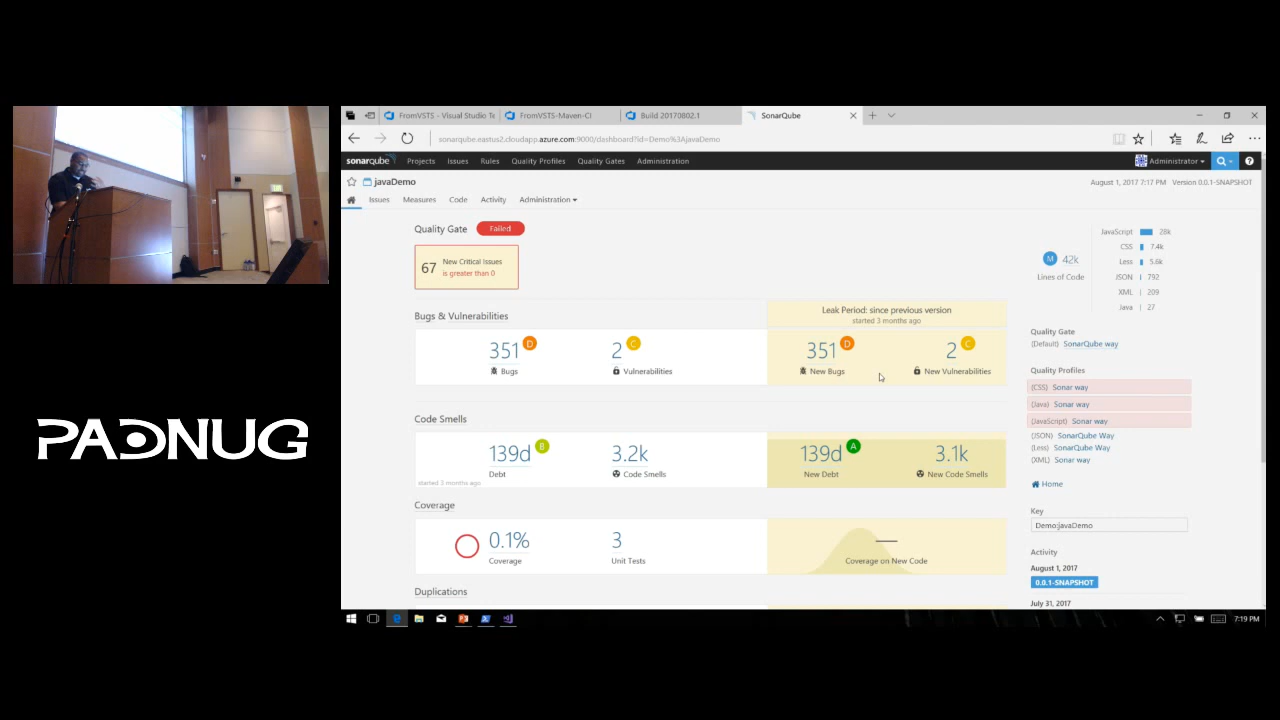 PADNUG
FromVSTS - Visual Studio Te
FromVSTS-Maven-CI
Build 20170802.1
SonarQube
sonarqube.eastus2.cloudapp.azure.com:9000/dashboard?id=Demo%3AjavaDemo
sonarqube Projects Issues Rules Quality Profiles Quality Gates Administration
Administrator
javaDemo
August 1, 2017 7:17 PM Version 0.0.1-SNAPSHOT
Issues Measures Code Activity Administration
Quality Gate Failed
67 New Critical Issues
is greater than 0
Bugs & Vulnerabilities
Leak Period: since previous version
started 3 months ago
351 D
Bugs
2 C
Vulnerabilities
351 D
New Bugs
2 C
New Vulnerabilities
Code Smells
139d B
Debt
3.2k
Code Smells
started 3 months ago
139d A
New Debt
3.1k
New Code Smells
Coverage
0.1%
Coverage
3
Unit Tests
Coverage on New Code
Duplications
M 42k
Lines of Code
JavaScript 28k
CSS 7.4k
Less 5.6k
JSON 792
XML 209
Java 27
Quality Gate
(Default) SonarQube way
Quality Profiles
(CSS) Sonar way
(Java) Sonar way
(JavaScript) Sonar way
(JSON) SonarQube Way
(Less) SonarQube Way
(XML) Sonar way
Home
Key
Demo:javaDemo
Activity
August 1, 2017
0.0.1-SNAPSHOT
July 31, 2017
7:19 PM